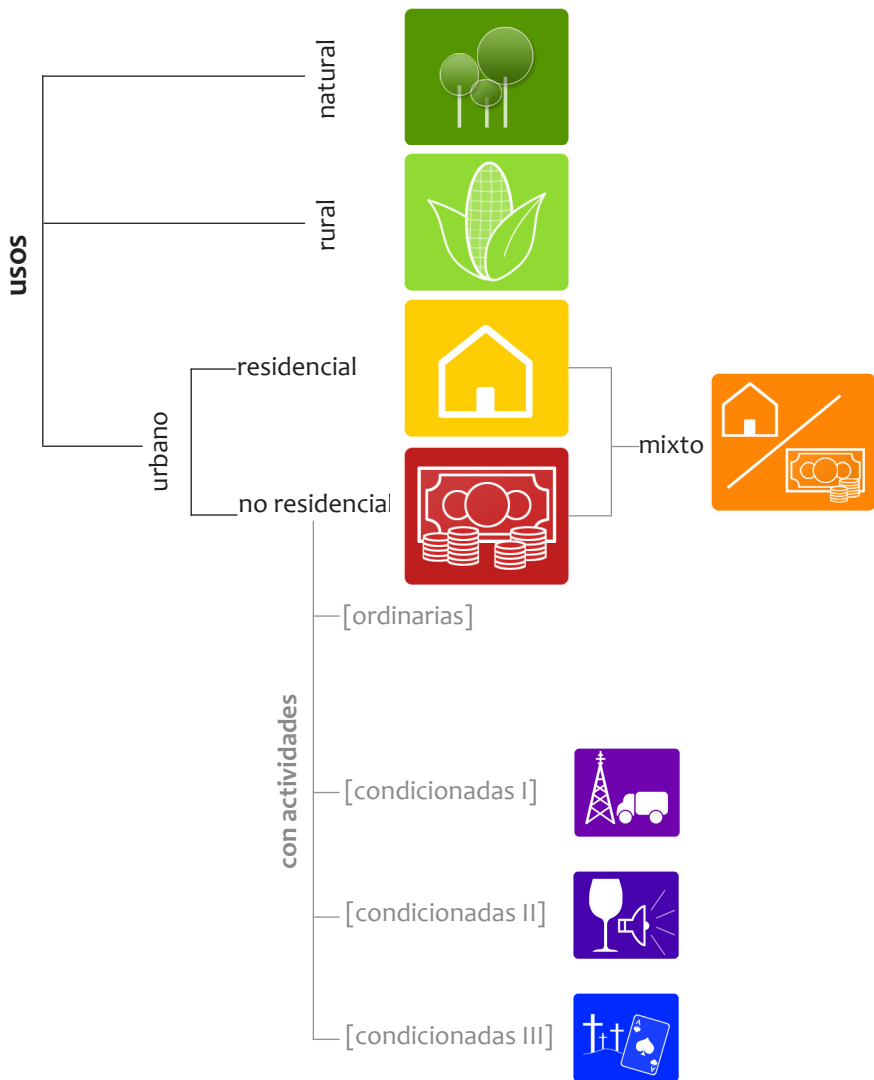 usos
natural
rural
urbano
residencial
no residencial
mixto
con actividades
[ordinarias]
[condicionadas I]
[condicionadas II]
[condicionadas III]
A
A